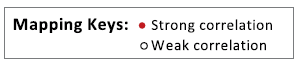 Mapping Keys: ● Strong correlation
○ Weak correlation